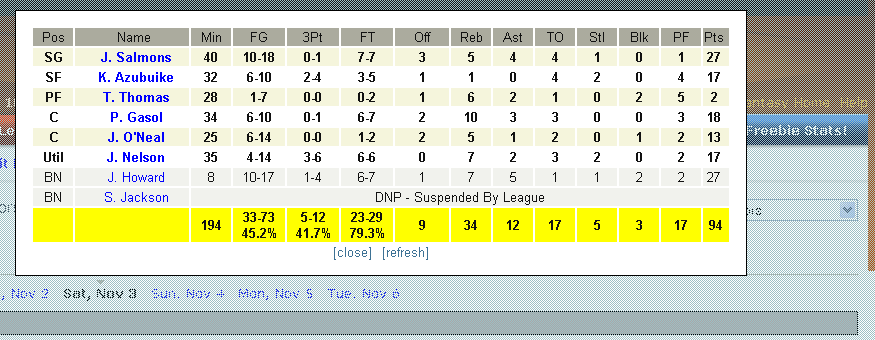 Pos Name Min FG 3Pt FT Off Reb Ast TO Stl Blk PF Pts
SG J. Salmons 40 10-18 0-1 7-7 3 5 4 4 1 0 1 27
SF K. Azubuike 32 6-10 2-4 3-5 1 1 0 4 2 0 4 17
PF T. Thomas 28 1-7 0-0 0-2 1 6 2 1 0 2 5 2
C P. Gasol 34 6-10 0-1 6-7 2 10 3 3 0 0 3 18
C J. O'Neal 25 6-14 0-0 1-2 2 5 1 2 0 1 2 13
Util J. Nelson 35 4-14 3-6 6-6 0 7 2 3 2 0 2 17
BN J. Howard 8 10-17 1-4 6-7 1 7 5 1 1 2 2 27
BN S. Jackson DNP - Suspended By League
194 33-73 45.2% 5-12 41.7% 23-29 79.3% 9 34 12 17 5 3 17 94
[close] [refresh]
Fantasy Home Help
Freebie Stats!
, Nov 2 Sat, Nov 3 Sun, Nov 4 Mon, Nov 5 Tue, Nov 6